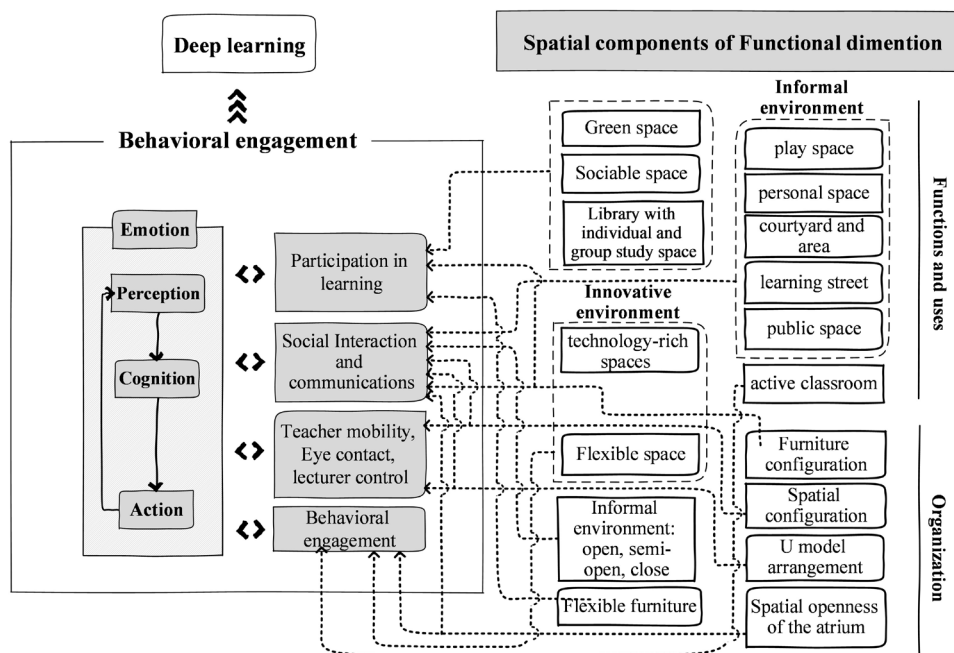 Deep learning
Spatial components of Functional dimention
Behavioral engagement
Emotion
Perception
Cognition
Action
Participation in
learning
Social Interaction
and
communications
Teacher mobility,
Eye contact,
lecturer control
Behavioral
engagement
Green space
Sociable space
Library with
individual and
group study space
Innovative
environment
technology-rich
spaces
Flexible space
Informal
environment:
open, semi-
open, close
Flexible furniture
Informal
environment
play space
personal space
courtyard and
area
learning street
public space
active classroom
Furniture
configuration
Spatial
configuration
U model
arrangement
Spatial openness
of the atrium
Functions and uses
Organization